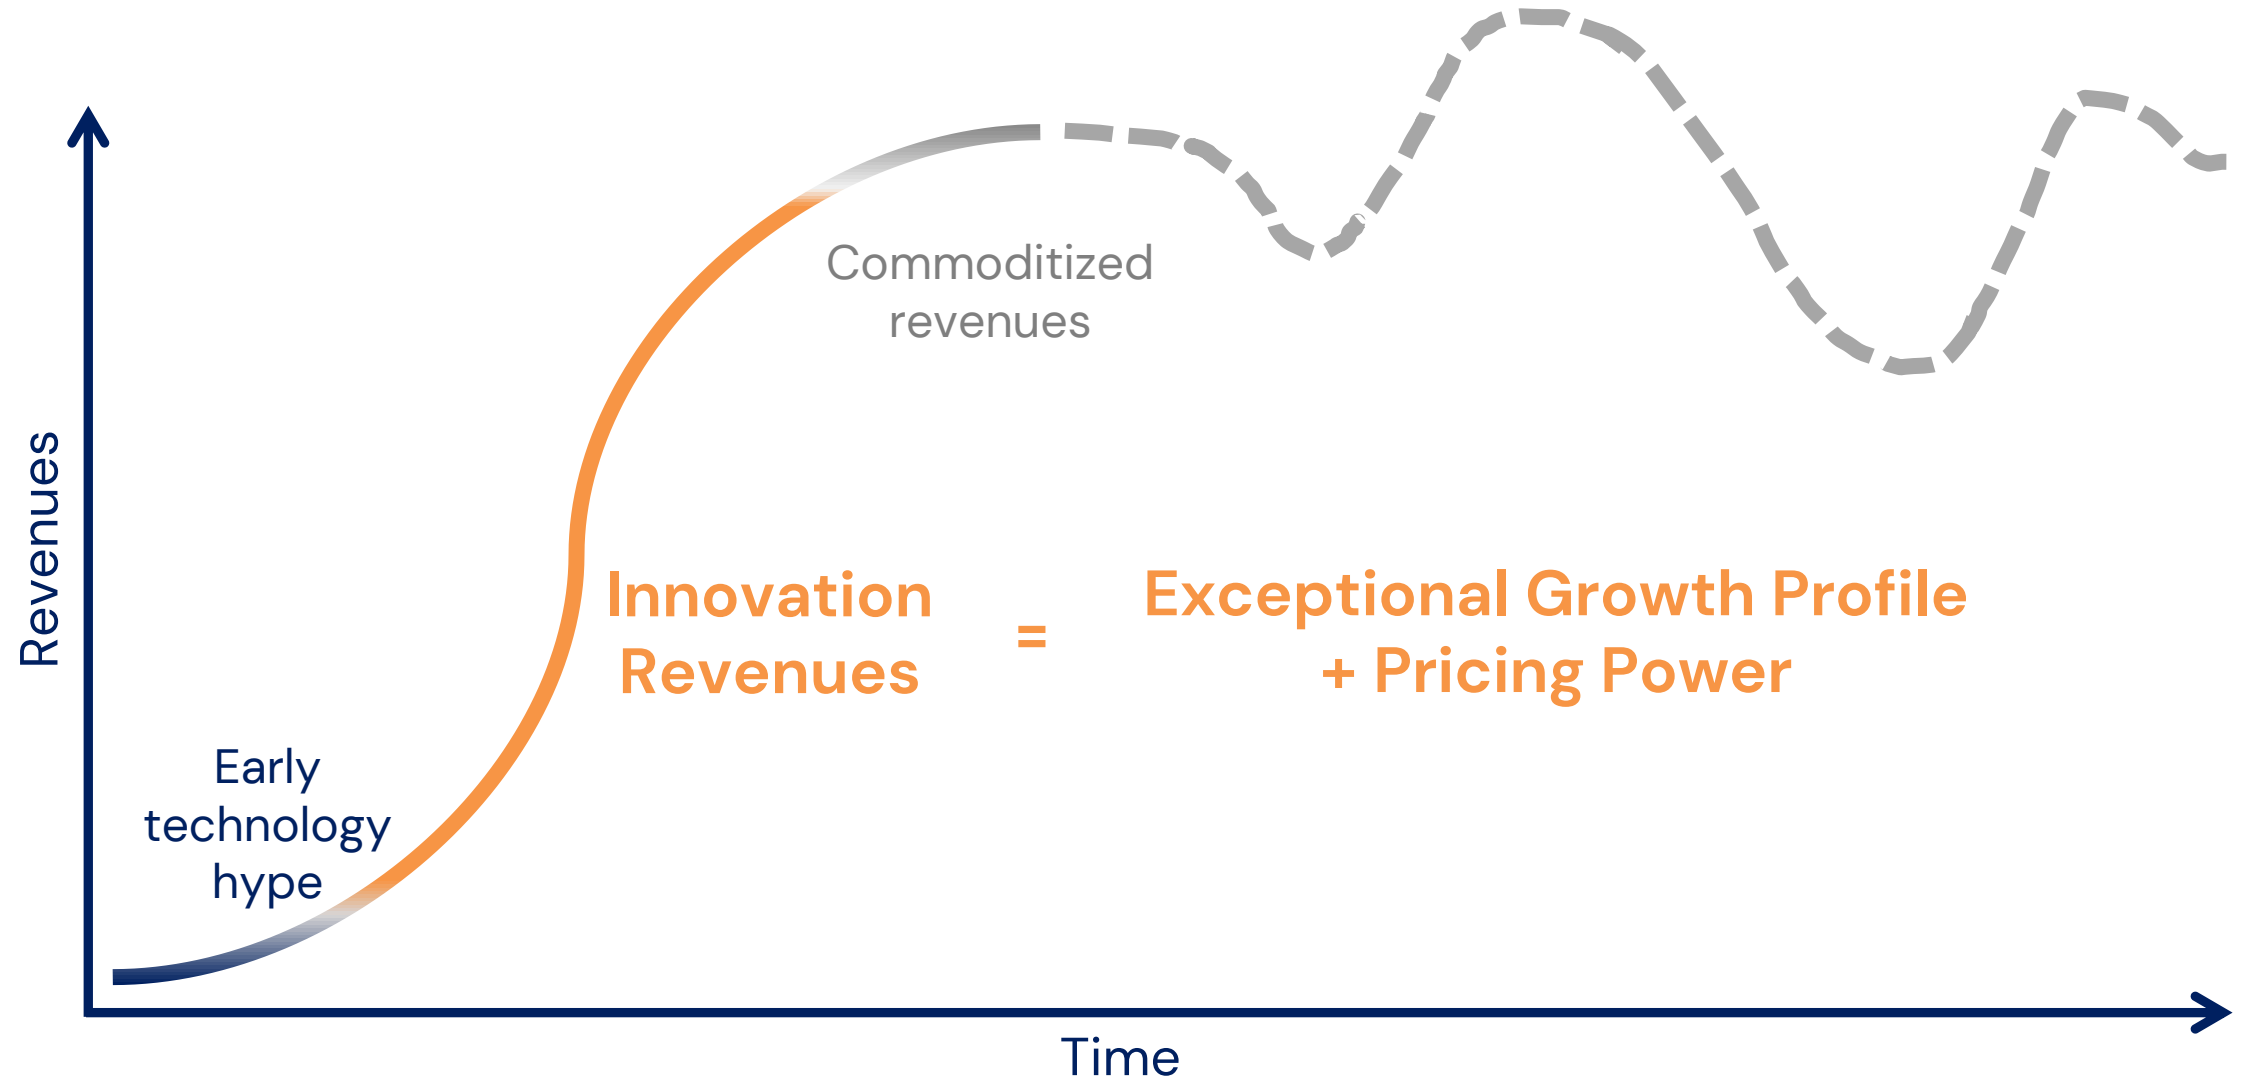 Commoditized
revenues
Revenues
Innovation
Revenues
=
Exceptional Growth Profile
+ Pricing Power
Early
technology
hype
Time